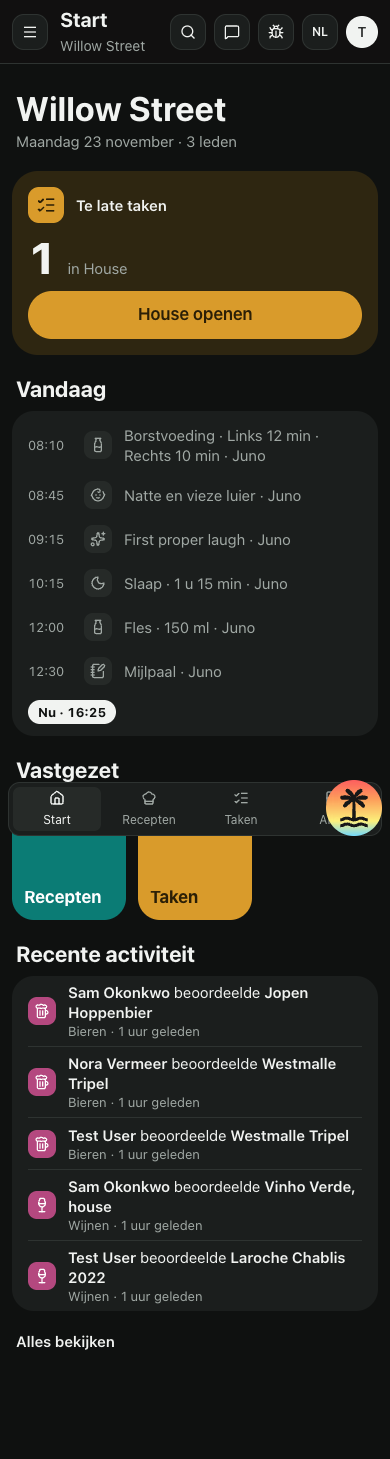 Start
Willow Street
NL
T
Willow Street
Maandag 23 november · 3 leden
Te late taken
1 in House
House openen
Vandaag
08:10 Borstvoeding · Links 12 min ·
Rechts 10 min · Juno
08:45 Natte en vieze luier · Juno
09:15 First proper laugh · Juno
10:15 Slaap · 1 u 15 min · Juno
12:00 Fles · 150 ml · Juno
12:30 Mijlpaal · Juno
Nu · 16:25
Vastgezet
Start Recepten Taken
Recepten Taken
Recente activiteit
Sam Okonkwo beoordeelde Jopen
Hoppenbier
Bieren · 1 uur geleden
Nora Vermeer beoordeelde Westmalle
Tripel
Bieren · 1 uur geleden
Test User beoordeelde Westmalle Tripel
Bieren · 1 uur geleden
Sam Okonkwo beoordeelde Vinho Verde,
house
Wijnen · 1 uur geleden
Test User beoordeelde Laroche Chablis
2022
Wijnen · 1 uur geleden
Alles bekijken